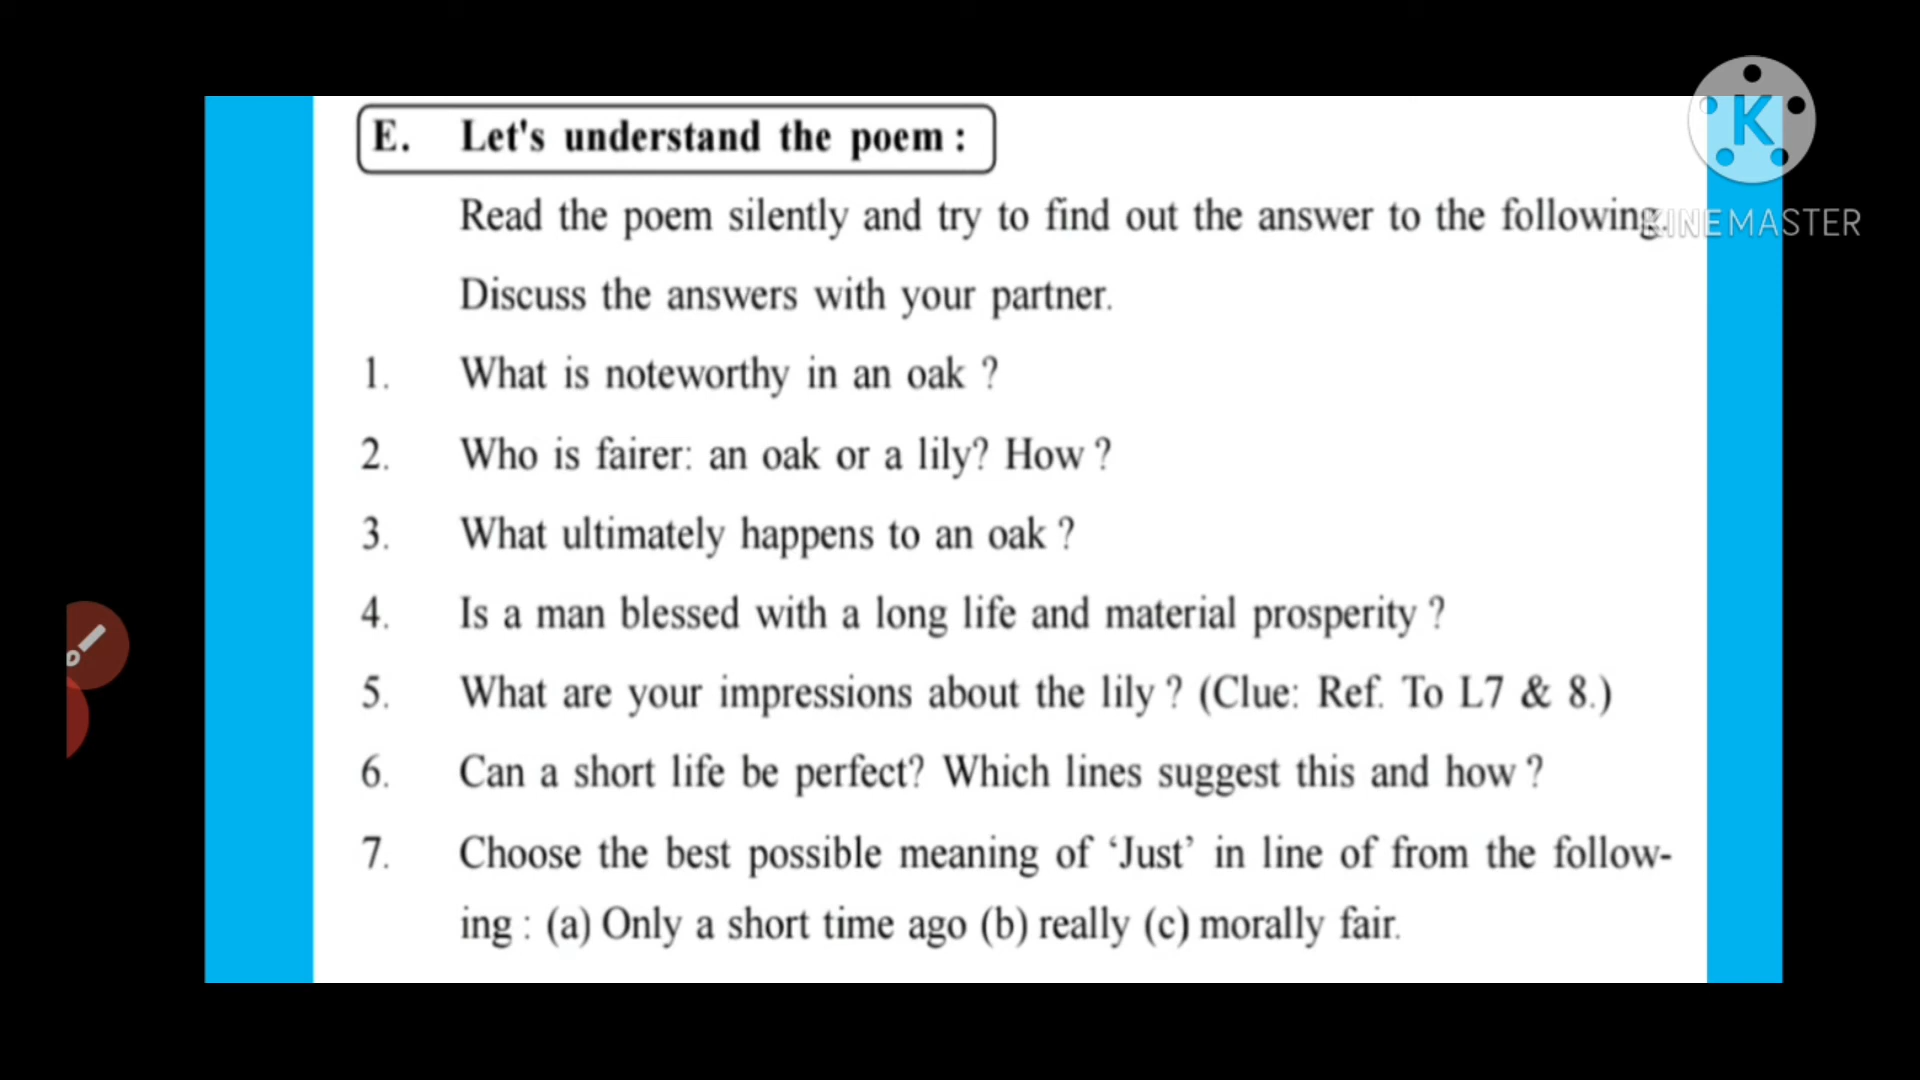 E. Let's understand the poem :
Read the poem silently and try to find out the answer to the following.
Discuss the answers with your partner.
1. What is noteworthy in an oak ?
2. Who is fairer: an oak or a lily? How ?
3. What ultimately happens to an oak ?
4. Is a man blessed with a long life and material prosperity ?
5. What are your impressions about the lily ? (Clue: Ref. To L7 & 8.)
6. Can a short life be perfect? Which lines suggest this and how ?
7. Choose the best possible meaning of ‘Just’ in line of from the follow-
ing : (a) Only a short time ago (b) really (c) morally fair.
K
KINEMASTER